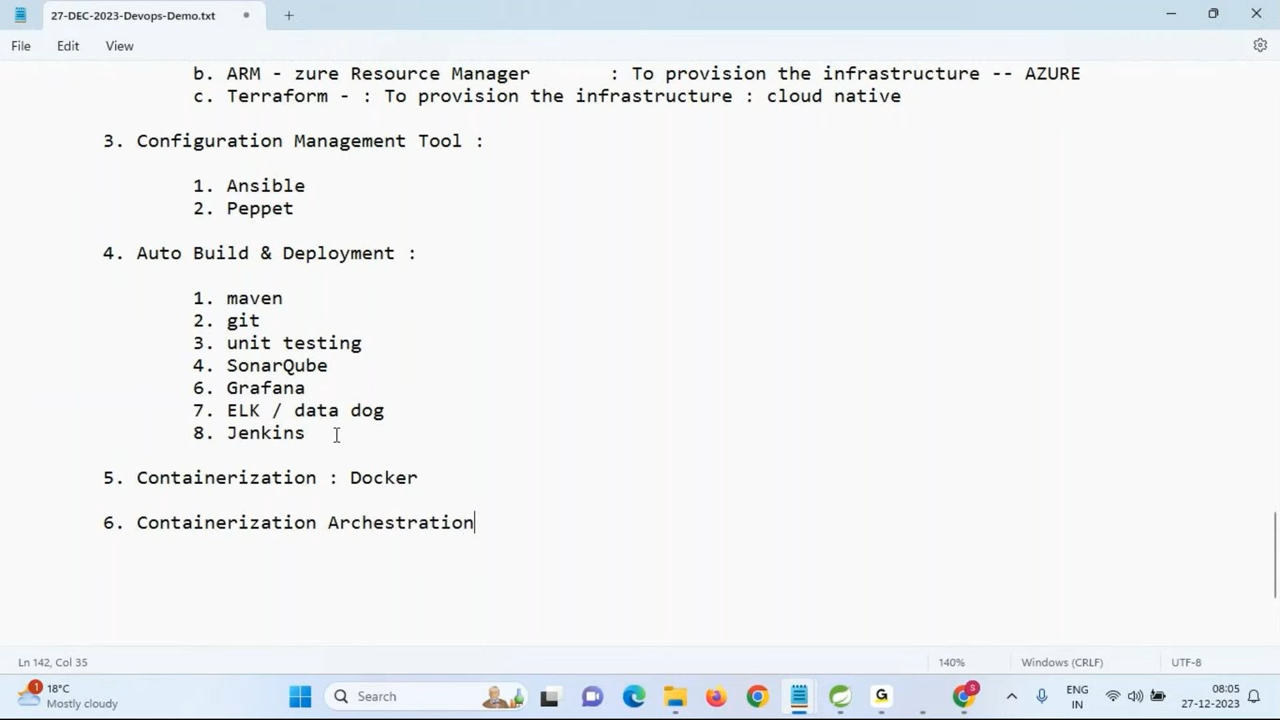 27-DEC-2023-Devops-Demo.txt
File Edit View
b. ARM - zure Resource Manager : To provision the infrastructure -- AZURE
c. Terraform - : To provision the infrastructure : cloud native
3. Configuration Management Tool :
1. Ansible
2. Peppet
4. Auto Build & Deployment :
1. maven
2. git
3. unit testing
4. SonarQube
6. Grafana
7. ELK / data dog
8. Jenkins
5. Containerization : Docker
6. Containerization Archestration
Ln 142, Col 35 140% Windows (CRLF) UTF-8
1 18°C
Mostly cloudy
Search
G
S
ENG
IN
08:05
27-12-2023